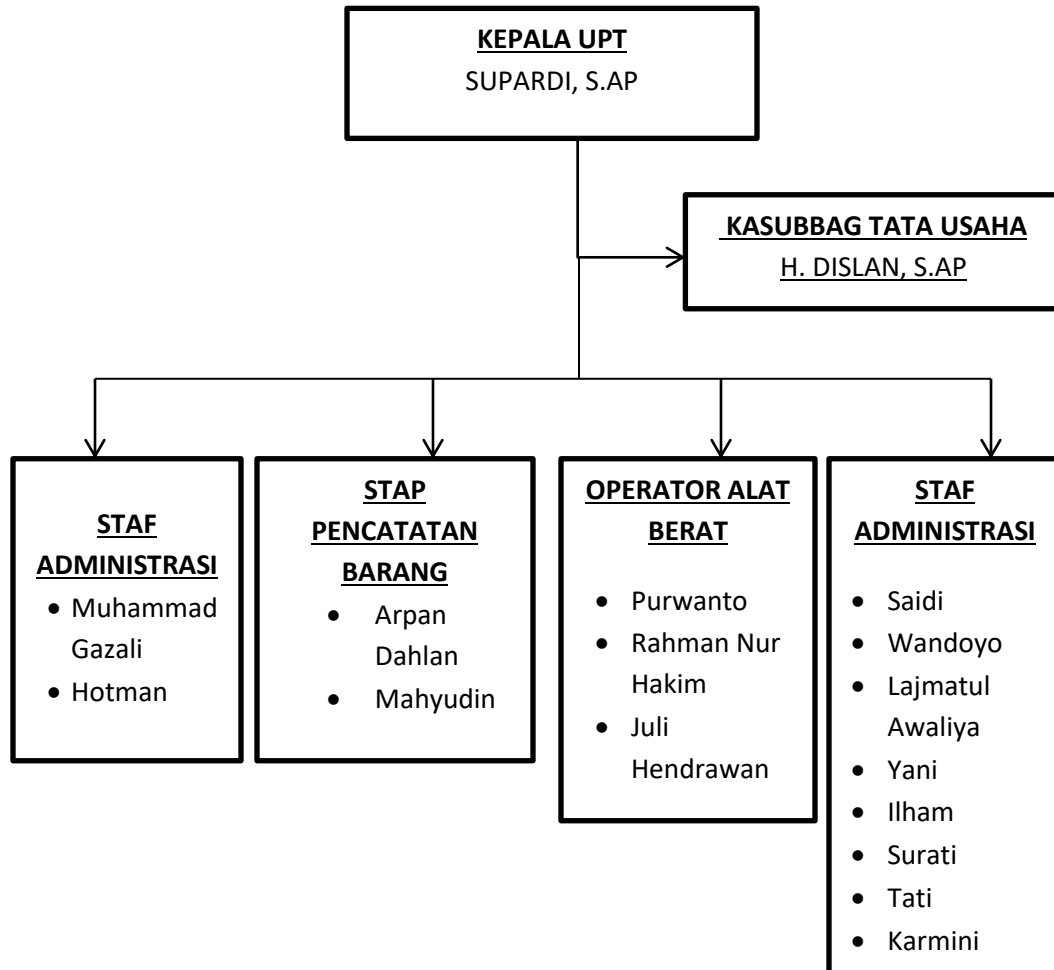 KEPALA UPT
SUPARDI, S.AP
KASUBBAG TATA USAHA
H. DISLAN, S.AP
STAF
ADMINISTRASI
• Muhammad
Gazali
• Hotman
STAP
PENCATATAN
BARANG
• Arpan
Dahlan
• Mahyudin
OPERATOR ALAT
BERAT
• Purwanto
• Rahman Nur
Hakim
• Juli
Hendrawan
STAF
ADMINISTRASI
• Saidi
• Wandoyo
• Lajmatul
Awaliya
• Yani
• Ilham
• Surati
• Tati
• Karmini